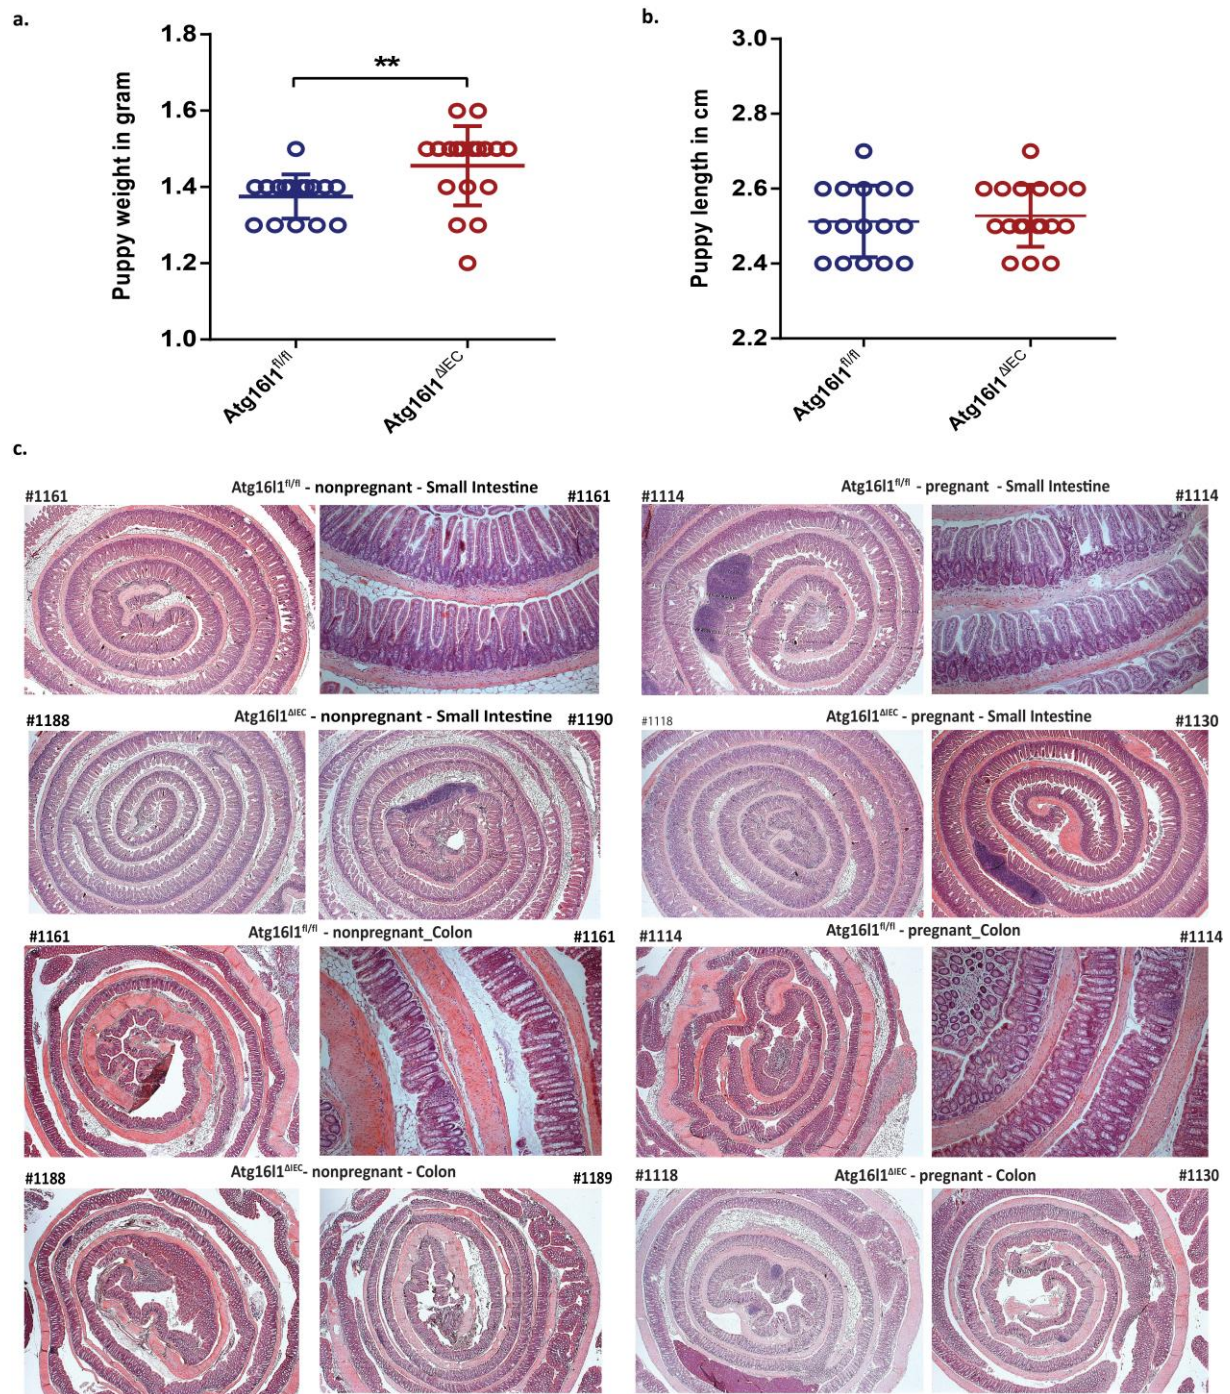 a.
Puppy weight in gram
1.8
1.6
1.4
1.2
1.0
**
Atg16l1fl/fl
Atg16l1ΔIEC
b.
Puppy length in cm
3.0
2.8
2.6
2.4
2.2
Atg16l1fl/fl
Atg16l1ΔIEC
c.
Atg16l1fl/fl - nonpregnant - Small Intestine
#1161 #1161
Atg16l1fl/fl - pregnant - Small Intestine
#1114 #1114
Atg16l1ΔIEC - nonpregnant - Small Intestine
#1188 #1190
Atg16l1ΔIEC - pregnant - Small Intestine
#1118 #1130
Atg16l1fl/fl - nonpregnant_Colon
#1161 #1161
Atg16l1fl/fl - pregnant_Colon
#1114 #1114
Atg16l1ΔIEC- nonpregnant - Colon
#1188 #1189
Atg16l1ΔIEC - pregnant - Colon
#1118 #1130